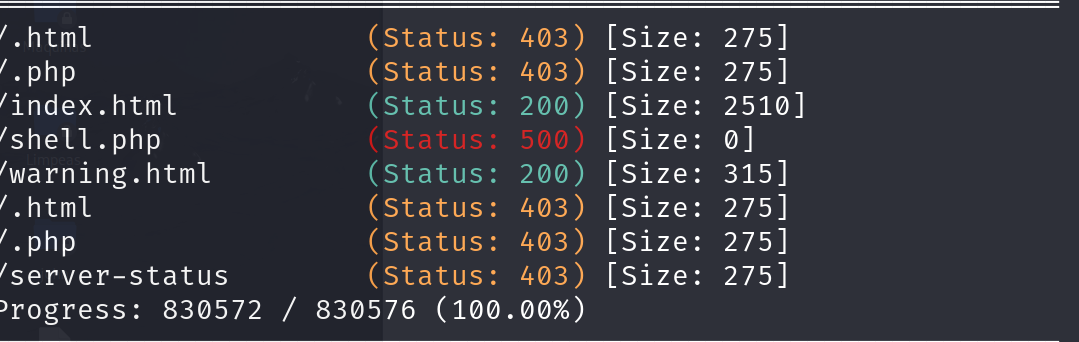 /.html (Status: 403) [Size: 275]
/.php (Status: 403) [Size: 275]
/index.html (Status: 200) [Size: 2510]
/shell.php (Status: 500) [Size: 0]
Limpeas
/warning.html (Status: 200) [Size: 315]
/.html (Status: 403) [Size: 275]
/.php (Status: 403) [Size: 275]
/server-status (Status: 403) [Size: 275]
Progress: 830572 / 830576 (100.00%)